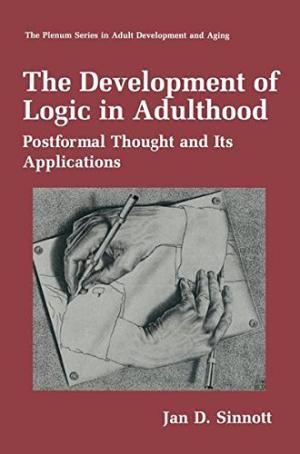 The Plenum Series in Adult Development and Aging
The Development of
Logic in Adulthood
Postformal Thought and Its
Applications
Jan D. Sinnott